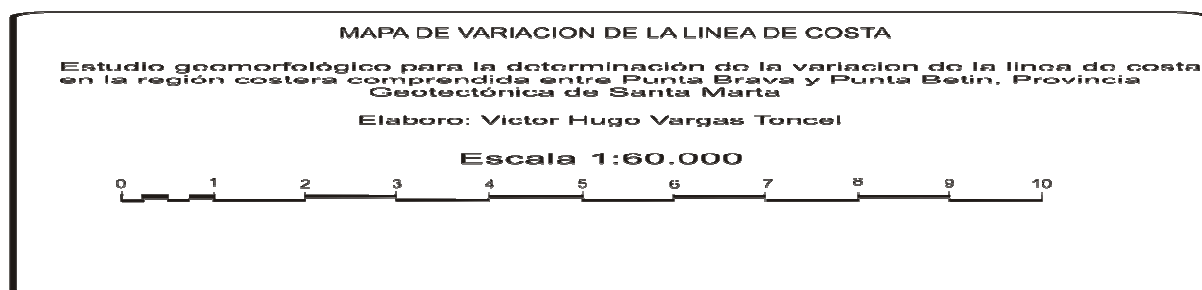 MAPA DE VARIACION DE LA LINEA DE COSTA
Estudio geomorfológico para la determinación de la variacion de la linea de costa
en la región costera comprendida entre Punta Brava y Punta Betin, Provincia
Geotectónica de Santa Marta
Elaboro: Victor Hugo Vargas Toncel
Escala 1:60.000
0 1 2 3 4 5 6 7 8 9 10